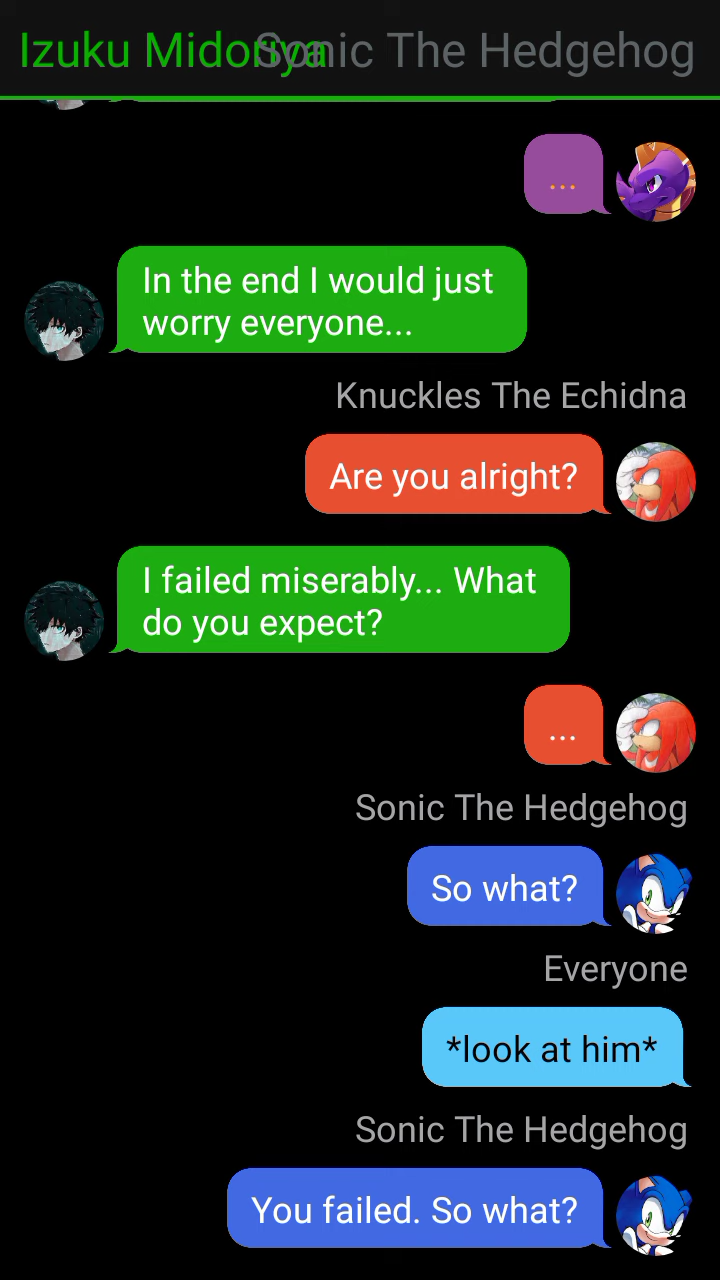 Izuku Midoriya
Sonic The Hedgehog
...
In the end I would just
worry everyone...
Knuckles The Echidna
Are you alright?
I failed miserably... What
do you expect?
...
Sonic The Hedgehog
So what?
Everyone
*look at him*
Sonic The Hedgehog
You failed. So what?